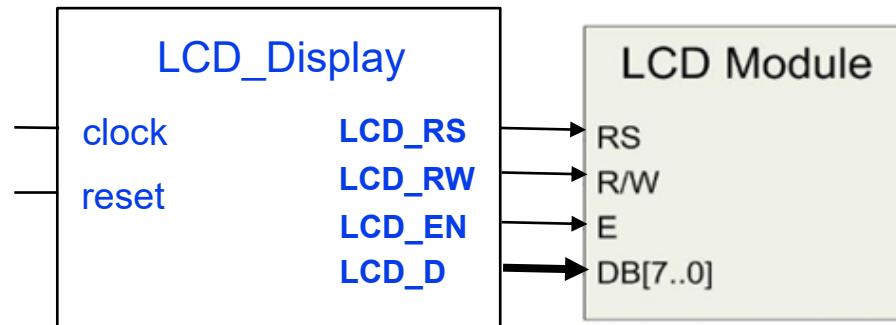 LCD_Display
clock
reset
LCD_RS
LCD_RW
LCD_EN
LCD_D
LCD Module
RS
R/W
E
DB[7..0]